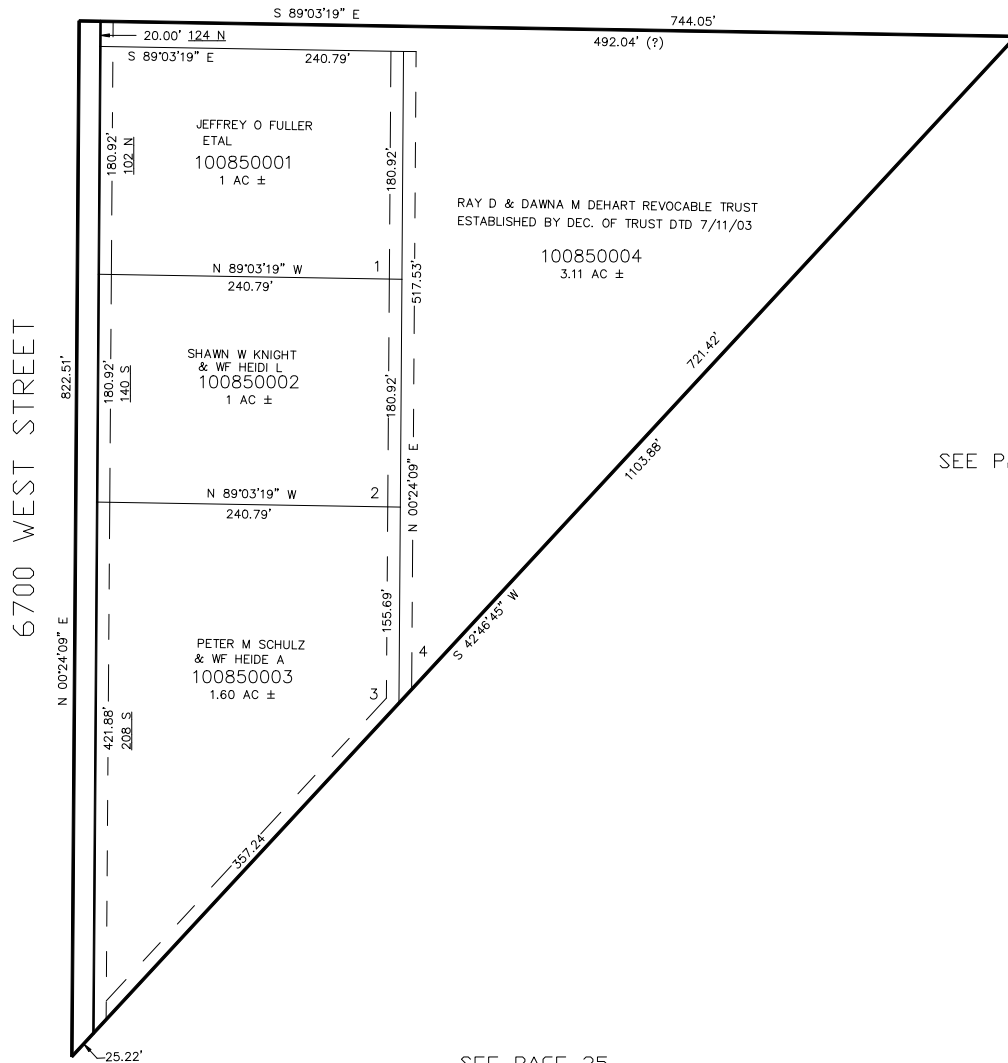 S 89°03'19" E
744.05'
20.00' 124 N
492.04' (?)
S 89°03'19" E
240.79'
JEFFREY O FULLER
ETAL
100850001
1 AC ±
180.92'
102 N
180.92'
RAY D & DAWNA M DEHART REVOCABLE TRUST
ESTABLISHED BY DEC. OF TRUST DTD 7/11/03
100850004
3.11 AC ±
N 89°03'19" W
1
240.79'
517.53'
6700 WEST STREET
822.51'
SHAWN W KNIGHT
& WF HEIDI L
100850002
1 AC ±
180.92'
140 S
180.92'
721.42'
1103.88'
N 00°24'09" E
SEE
N 89°03'19" W
2
240.79'
155.69'
S 42°46'45" W
4
N 00°24'09" E
PETER M SCHULZ
& WF HEIDE A
100850003
1.60 AC ±
3
421.88'
208 S
357.24'
25.22'
SEE PAGE 25